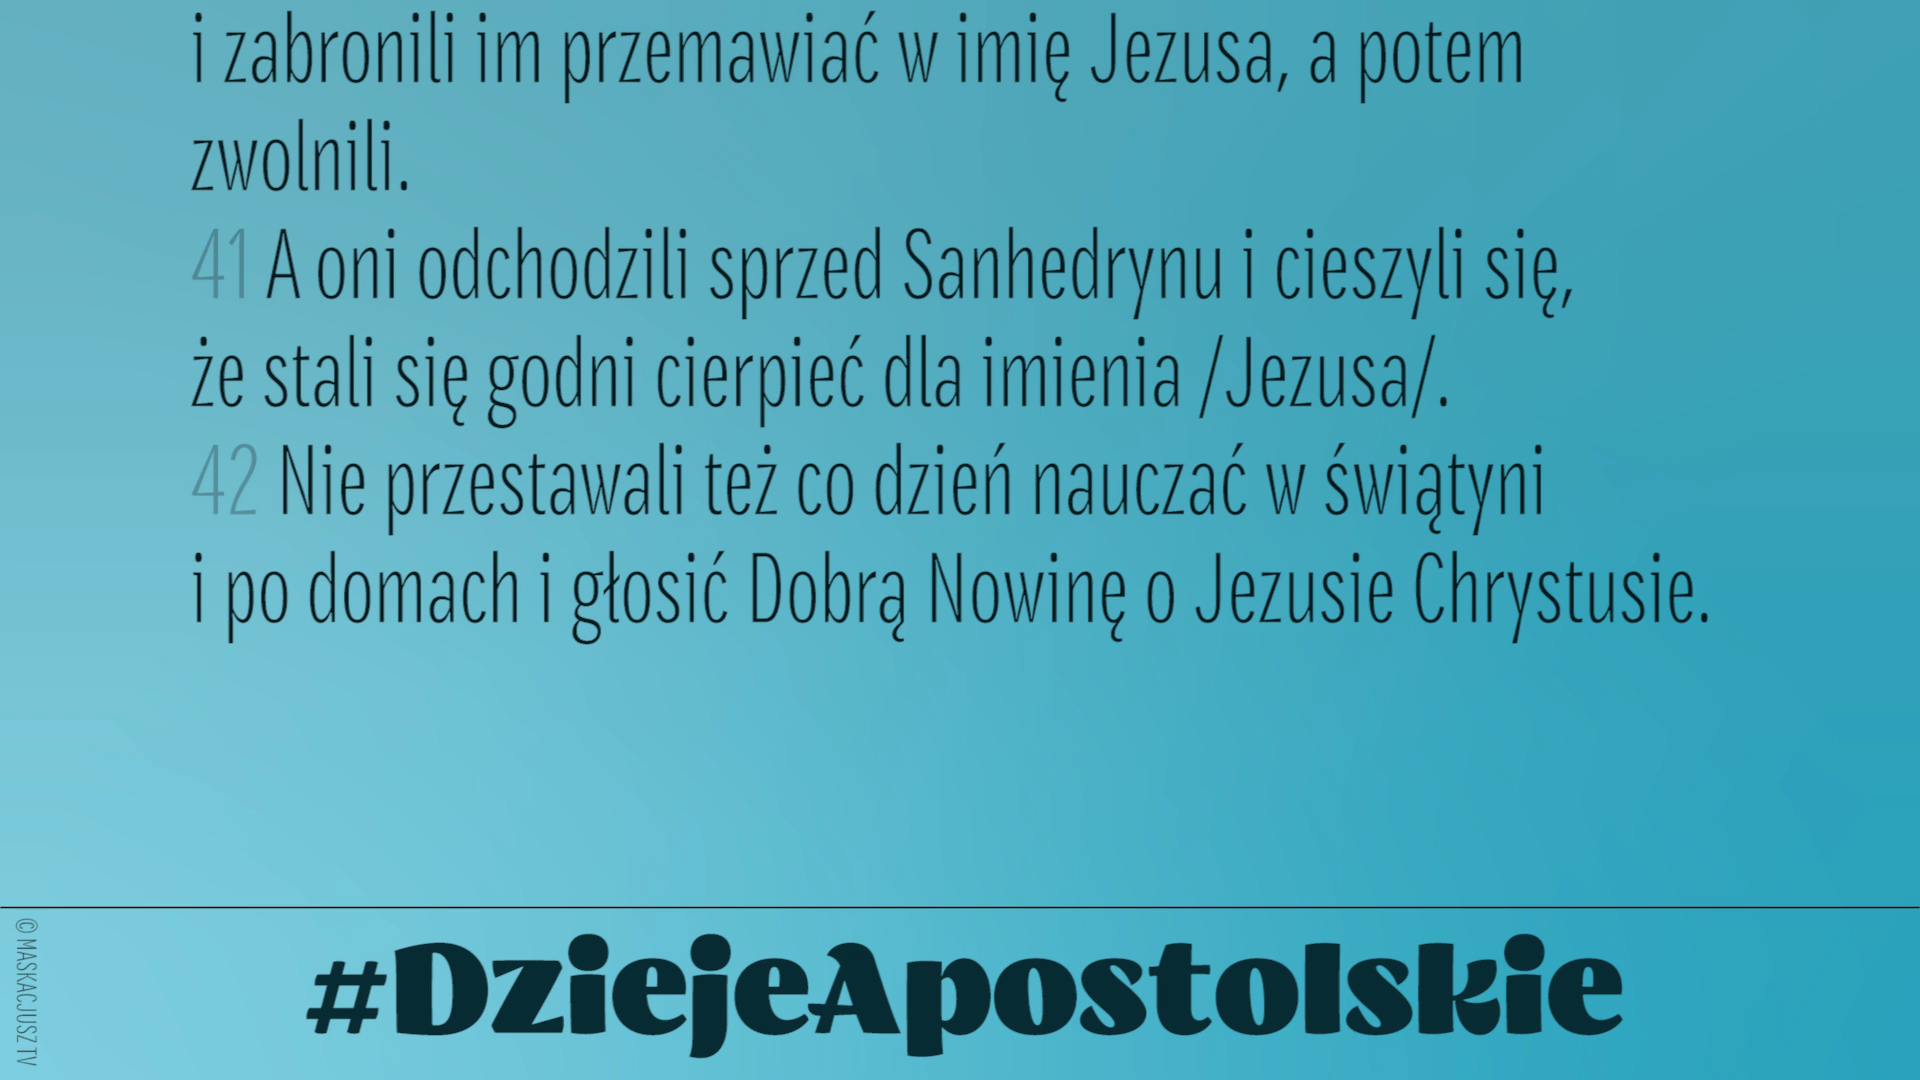 i zabronili im przemawiać w imię Jezusa, a potem
zwolnili.
41 A oni odchodzili sprzed Sanhedrynu i cieszyli się,
że stali się godni cierpieć dla imienia /Jezusa/.
42 Nie przestawali też co dzień nauczać w świątyni
i po domach i głosić Dobrą Nowinę o Jezusie Chrystusie.
© MASKACJUSZ TV
#DziejeApostolskie